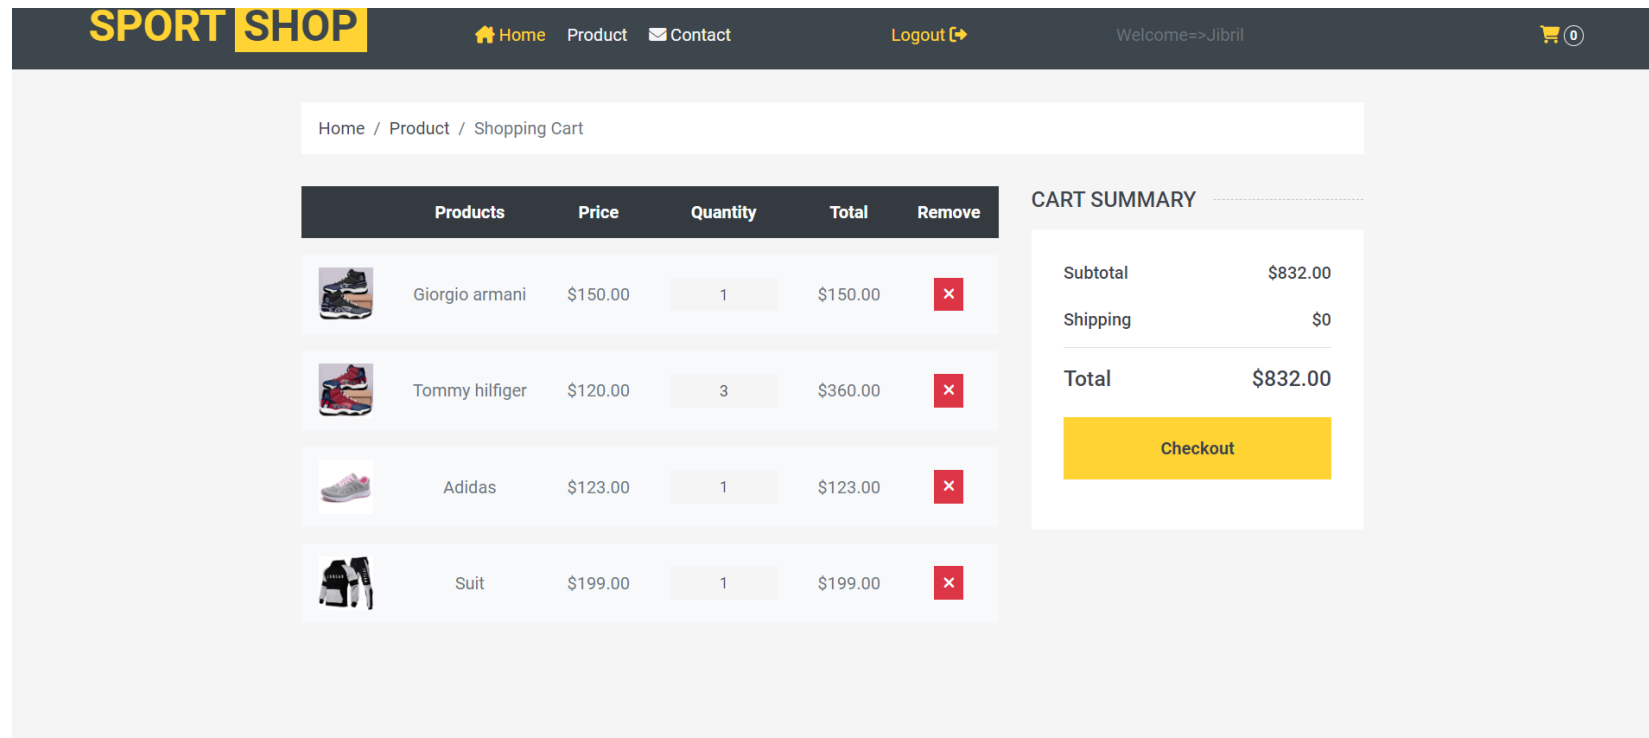 SPORT SHOP Home Product Contact Logout Welcome=>Jibril 0
Home / Product / Shopping Cart
Products Price Quantity Total Remove
Giorgio armani $150.00 1 $150.00 ×
Tommy hilfiger $120.00 3 $360.00 ×
Adidas $123.00 1 $123.00 ×
Suit $199.00 1 $199.00 ×
CART SUMMARY
Subtotal $832.00
Shipping $0
Total $832.00
Checkout